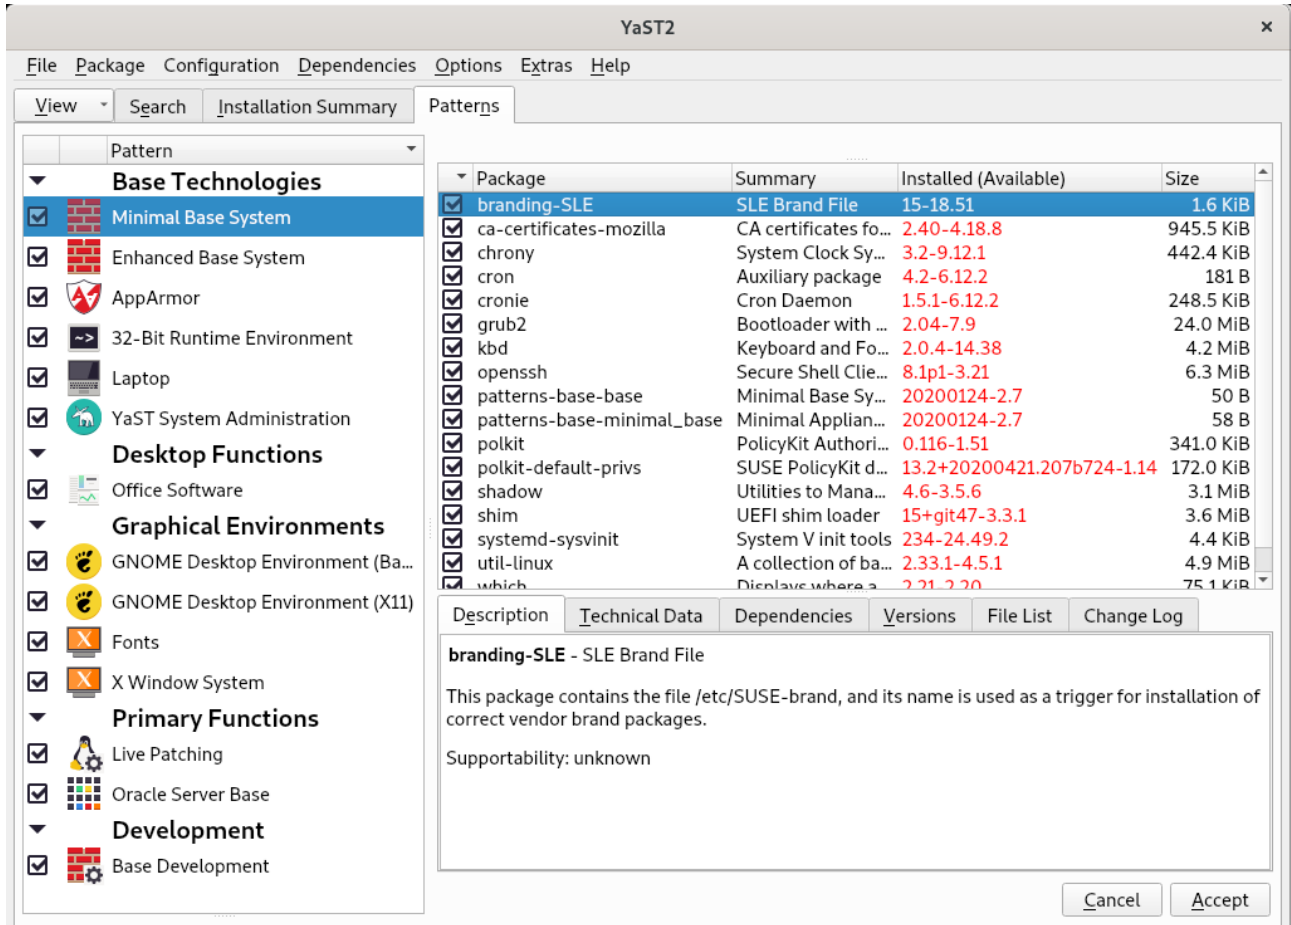 YaST2
File Package Configuration Dependencies Options Extras Help
View Search Installation Summary Patterns
Pattern
Base Technologies
Minimal Base System
Enhanced Base System
AppArmor
32-Bit Runtime Environment
Laptop
YaST System Administration
Desktop Functions
Office Software
Graphical Environments
GNOME Desktop Environment (Ba...
GNOME Desktop Environment (X11)
Fonts
X Window System
Primary Functions
Live Patching
Oracle Server Base
Development
Base Development
Package Summary Installed (Available) Size
branding-SLE SLE Brand File 15-18.51 1.6 KiB
ca-certificates-mozilla CA certificates fo... 2.40-4.18.8 945.5 KiB
chrony System Clock Sy... 3.2-9.12.1 442.4 KiB
cron Auxiliary package 4.2-6.12.2 181 B
cronie Cron Daemon 1.5.1-6.12.2 248.5 KiB
grub2 Bootloader with ... 2.04-7.9 24.0 MiB
kbd Keyboard and Fo... 2.0.4-14.38 4.2 MiB
openssh Secure Shell Clie... 8.1p1-3.21 6.3 MiB
patterns-base-base Minimal Base Sy... 20200124-2.7 50 B
patterns-base-minimal_base Minimal Applian... 20200124-2.7 58 B
polkit PolicyKit Authori... 0.116-1.51 341.0 KiB
polkit-default-privs SUSE PolicyKit d... 13.2+20200421.207b724-1.14 172.0 KiB
shadow Utilities to Mana... 4.6-3.5.6 3.1 MiB
shim UEFI shim loader 15+git47-3.3.1 3.6 MiB
systemd-sysvinit System V init tools 234-24.49.2 4.4 KiB
util-linux A collection of ba... 2.33.1-4.5.1 4.9 MiB
which Displays where a 2.21-2.20 75.1 KiB
Description Technical Data Dependencies Versions File List Change Log
branding-SLE - SLE Brand File
This package contains the file /etc/SUSE-brand, and its name is used as a trigger for installation of
correct vendor brand packages.
Supportability: unknown
Cancel Accept